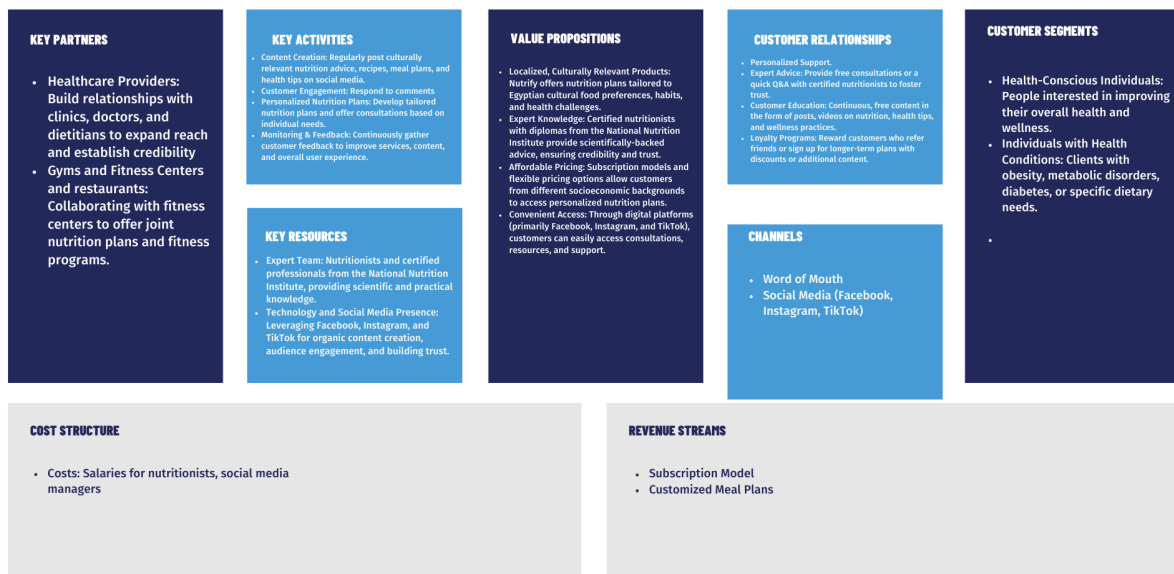 KEY PARTNERS
• Healthcare Providers:
Build relationships with
clinics, doctors, and
dietitians to expand reach
and establish credibility
• Gyms and Fitness Centers
and restaurants:
Collaborating with fitness
centers to offer joint
nutrition plans and fitness
programs.
KEY ACTIVITIES
• Content Creation: Regularly post culturally
relevant nutrition advice, recipes, meal plans, and
health tips on social media.
• Customer Engagement: Respond to comments
• Personalized Nutrition Plans: Develop tailored
nutrition plans and offer consultations based on
individual needs.
• Monitoring & Feedback: Continuously gather
customer feedback to improve services, content,
and overall user experience.
KEY RESOURCES
• Expert Team: Nutritionists and certified
professionals from the National Nutrition
Institute, providing scientific and practical
knowledge.
• Technology and Social Media Presence:
Leveraging Facebook, Instagram, and
TikTok for organic content creation,
audience engagement, and building trust.
VALUE PROPOSITIONS
• Localized, Culturally Relevant Products:
Nutrify offers nutrition plans tailored to
Egyptian cultural food preferences, habits,
and health challenges.
• Expert Knowledge: Certified nutritionists
with diplomas from the National Nutrition
Institute provide scientifically-backed
advice, ensuring credibility and trust.
• Affordable Pricing: Subscription models and
flexible pricing options allow customers
from different socioeconomic backgrounds
to access personalized nutrition plans.
• Convenient Access: Through digital platforms
(primarily Facebook, Instagram, and TikTok),
customers can easily access consultations,
resources, and support.
CUSTOMER RELATIONSHIPS
• Personalized Support.
• Expert Advice: Provide free consultations or a
quick Q&A with certified nutritionists to foster
trust.
• Customer Education: Continuous, free content in
the form of posts, videos on nutrition, health tips,
and wellness practices.
• Loyalty Programs: Reward customers who refer
friends or sign up for longer-term plans with
discounts or additional content.
CHANNELS
• Word of Mouth
• Social Media (Facebook,
Instagram, TikTok)
CUSTOMER SEGMENTS
• Health-Conscious Individuals:
People interested in improving
their overall health and
wellness.
• Individuals with Health
Conditions: Clients with
obesity, metabolic disorders,
diabetes, or specific dietary
needs.
•
COST STRUCTURE
• Costs: Salaries for nutritionists, social media
managers
REVENUE STREAMS
• Subscription Model
• Customized Meal Plans